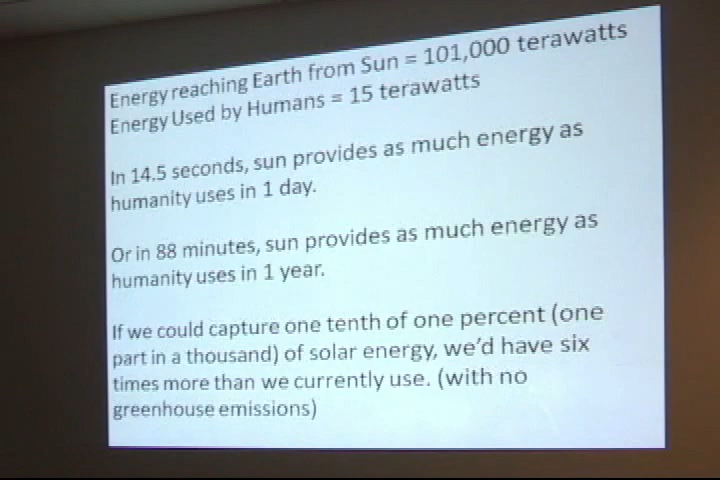 Energy reaching Earth from Sun = 101,000 terawatts
Energy Used by Humans = 15 terawatts
In 14.5 seconds, sun provides as much energy as
humanity uses in 1 day.
Or in 88 minutes, sun provides as much energy as
humanity uses in 1 year.
If we could capture one tenth of one percent (one
part in a thousand) of solar energy, we’d have six
times more than we currently use. (with no
greenhouse emissions)